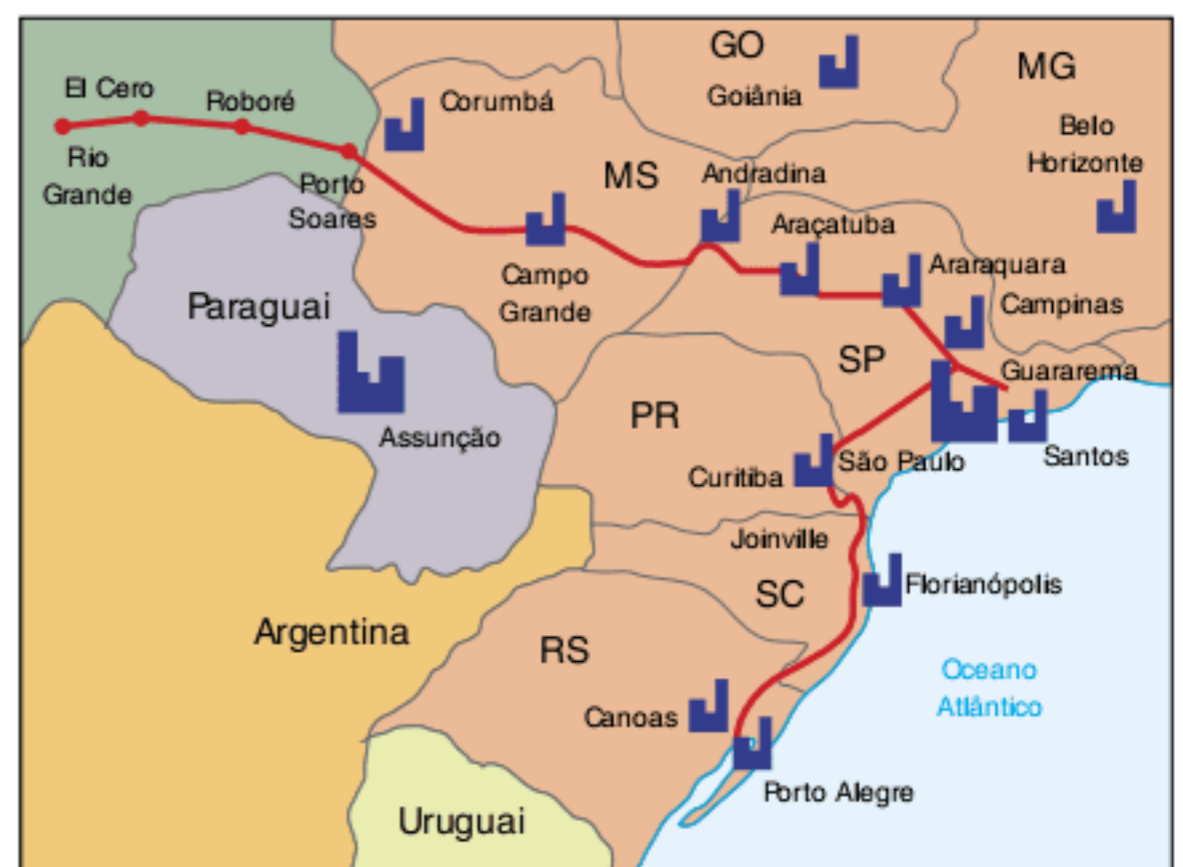 GO
MG
El Cero
Roboré
Corumbá
Goiânia
Belo
Horizonte
Rio
Grande
Porto
Soares
MS
Andradina
Araçatuba
Campo
Grande
Araraquara
Campinas
Paraguai
SP
Guararema
PR
Assunção
Curitiba
São Paulo
Santos
Joinville
SC
Florianópolis
Argentina
RS
Oceano
Atlântico
Canoas
Porto Alegre
Uruguai